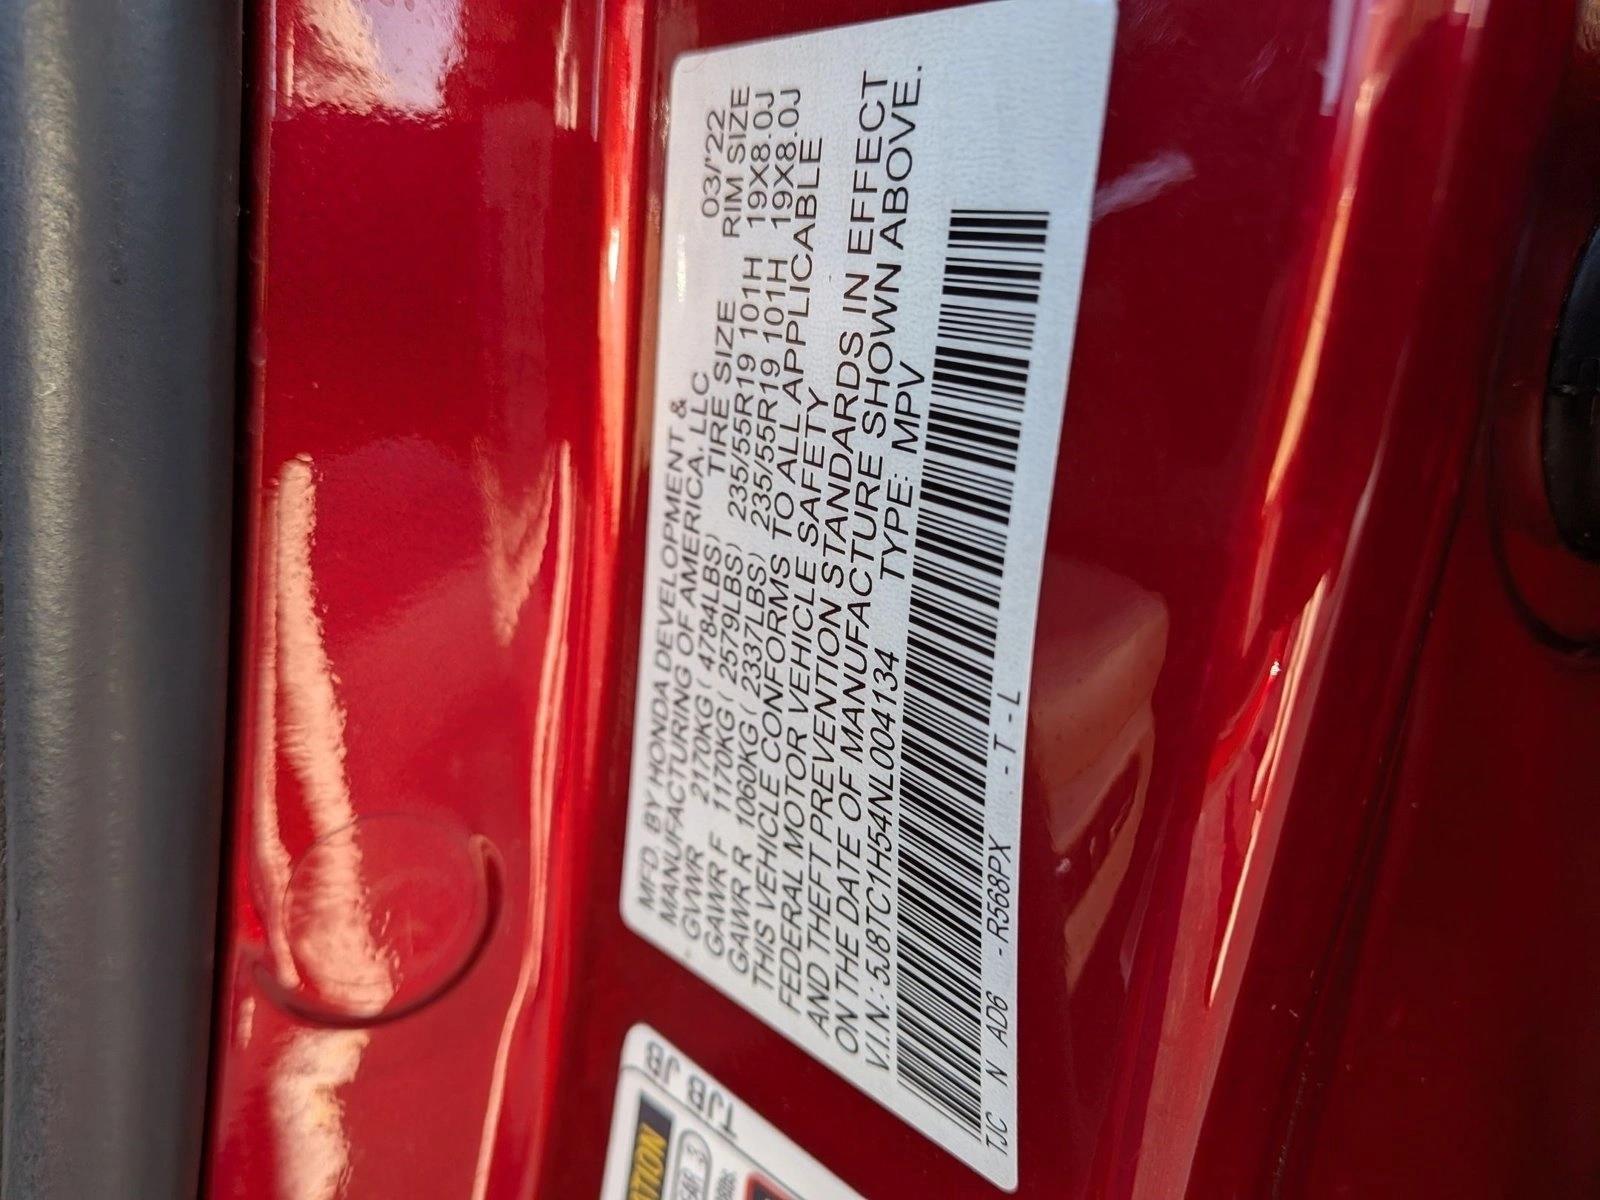 MFD. BY HONDA DEVELOPMENT &
MANUFACTURING OF AMERICA, LLC 03/'22
GVWR 2170KG ( 4784LBS) TIRE SIZE RIM SIZE
GAWR F 1170KG ( 2579LBS) 235/55R19 101H 19X8.0J
GAWR R 1060KG ( 2337LBS) 235/55R19 101H 19X8.0J
THIS VEHICLE CONFORMS TO ALL APPLICABLE
FEDERAL MOTOR VEHICLE SAFETY
AND THEFT PREVENTION STANDARDS IN EFFECT
ON THE DATE OF MANUFACTURE SHOWN ABOVE.
V.I.N.: 5J8TC1H54NL004134 TYPE: MPV
TJC N AD6 - R568PX - T - L
TJB JB